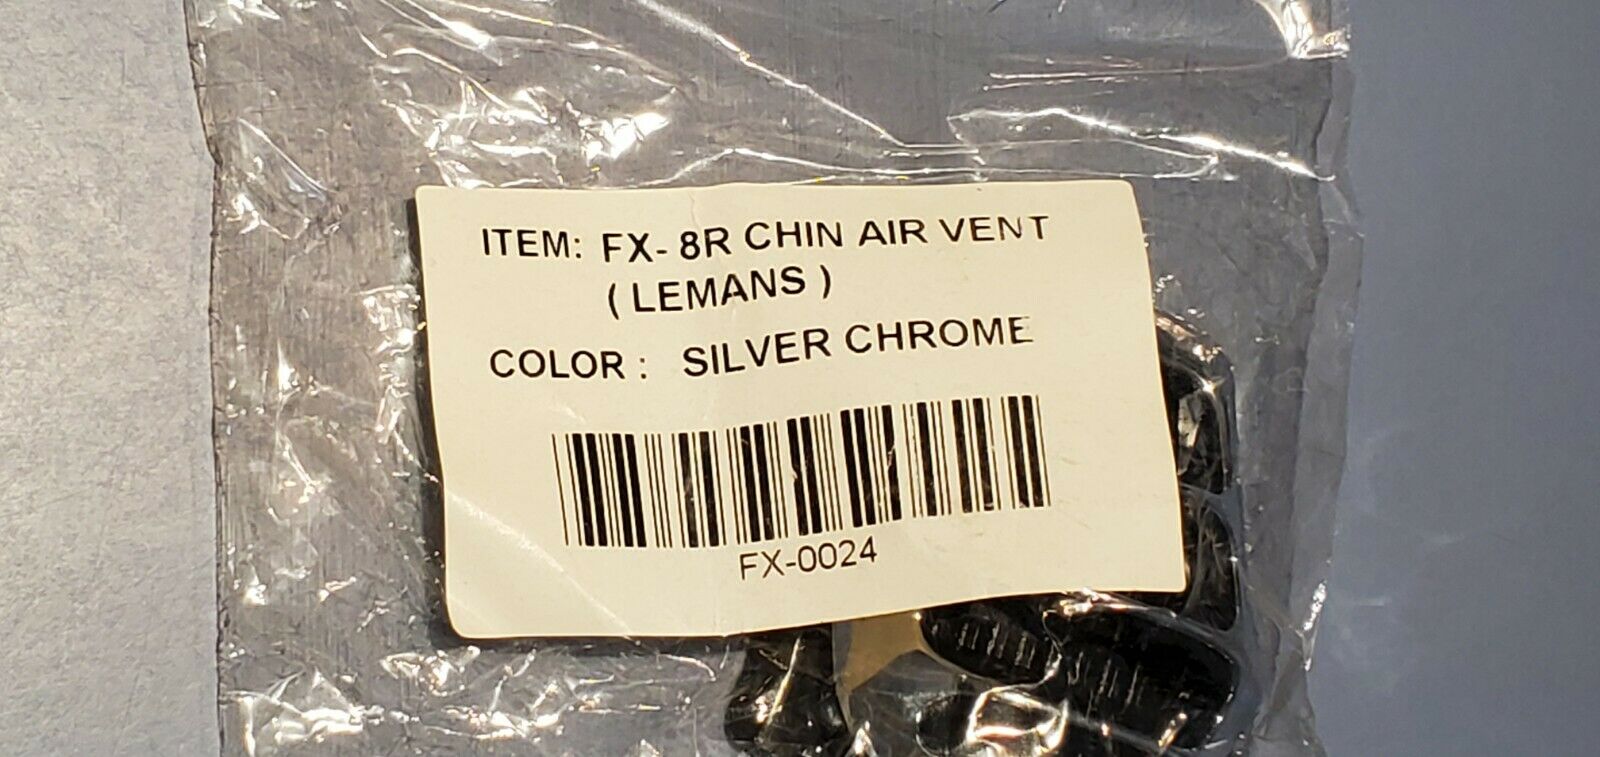 ITEM: FX- 8R CHIN AIR VENT
( LEMANS )
COLOR : SILVER CHROME
FX-0024